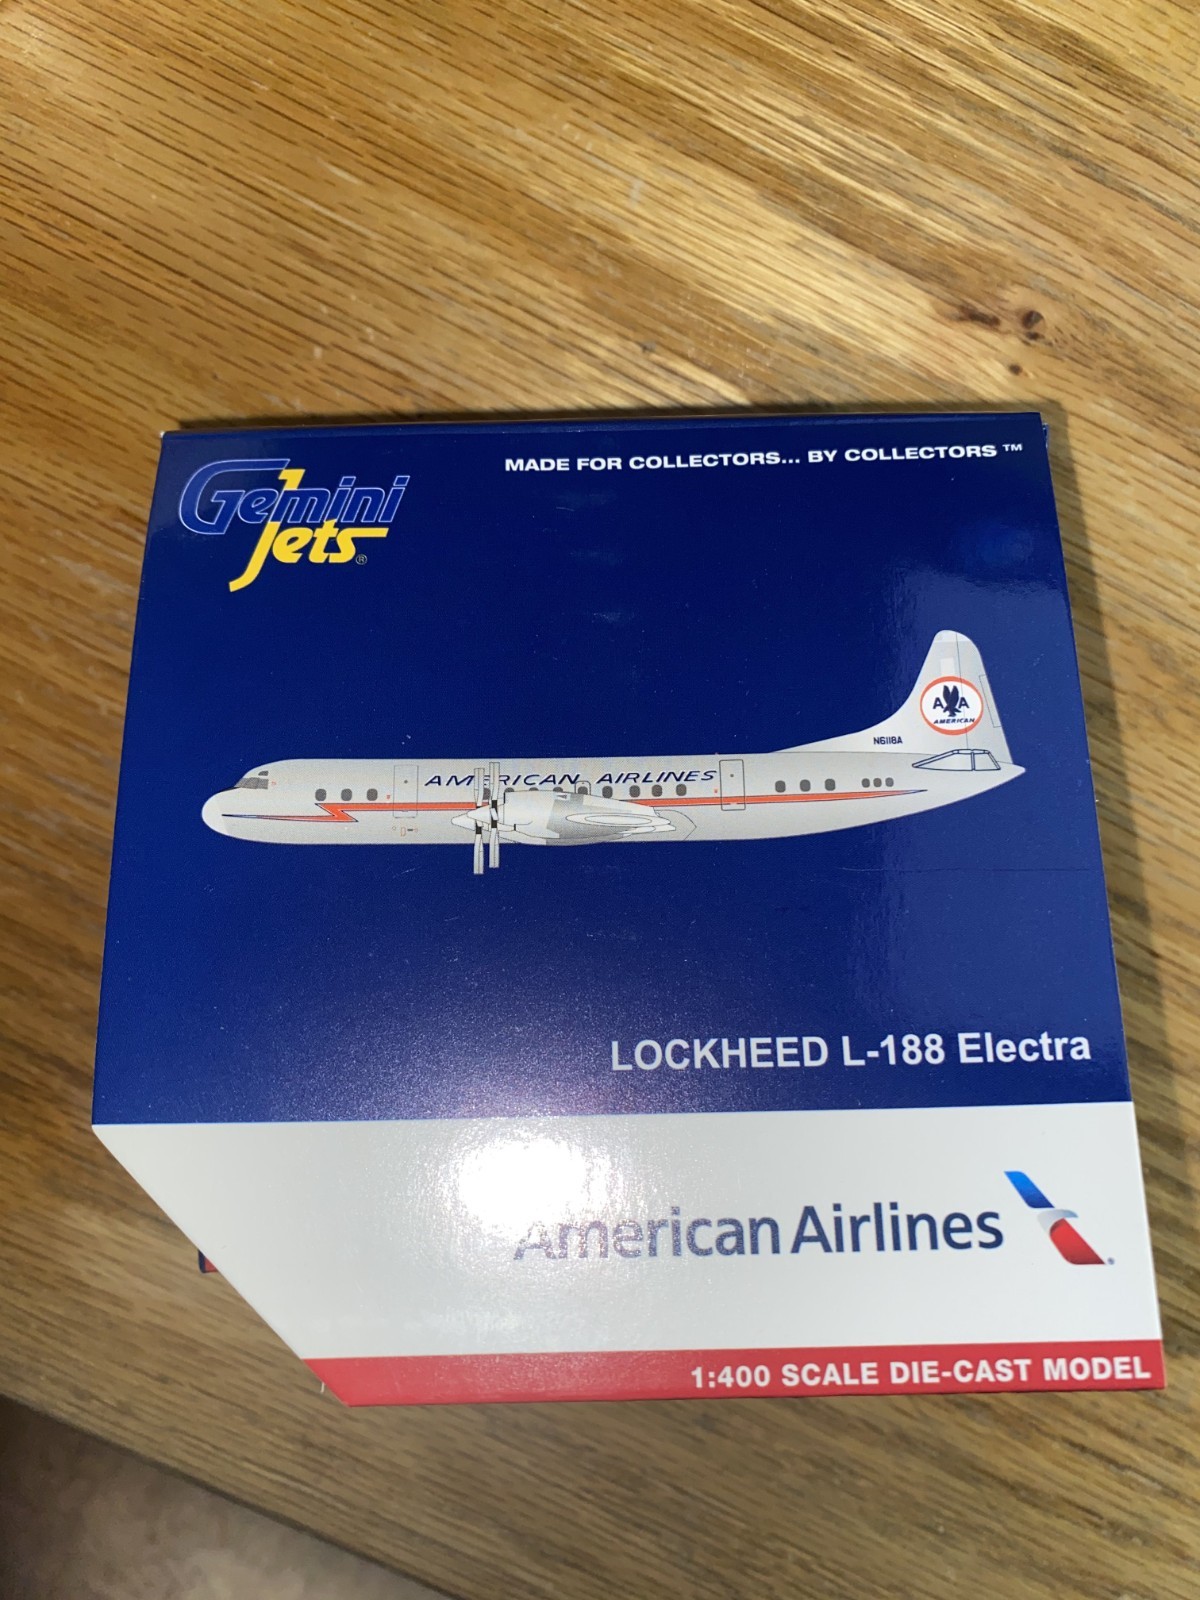 Gemini
Jets®
MADE FOR COLLECTORS... BY COLLECTORS ™
A A
AMERICAN
N6118A
AMERICAN AIRLINES
LOCKHEED L-188 Electra
American Airlines
1:400 SCALE DIE-CAST MODEL